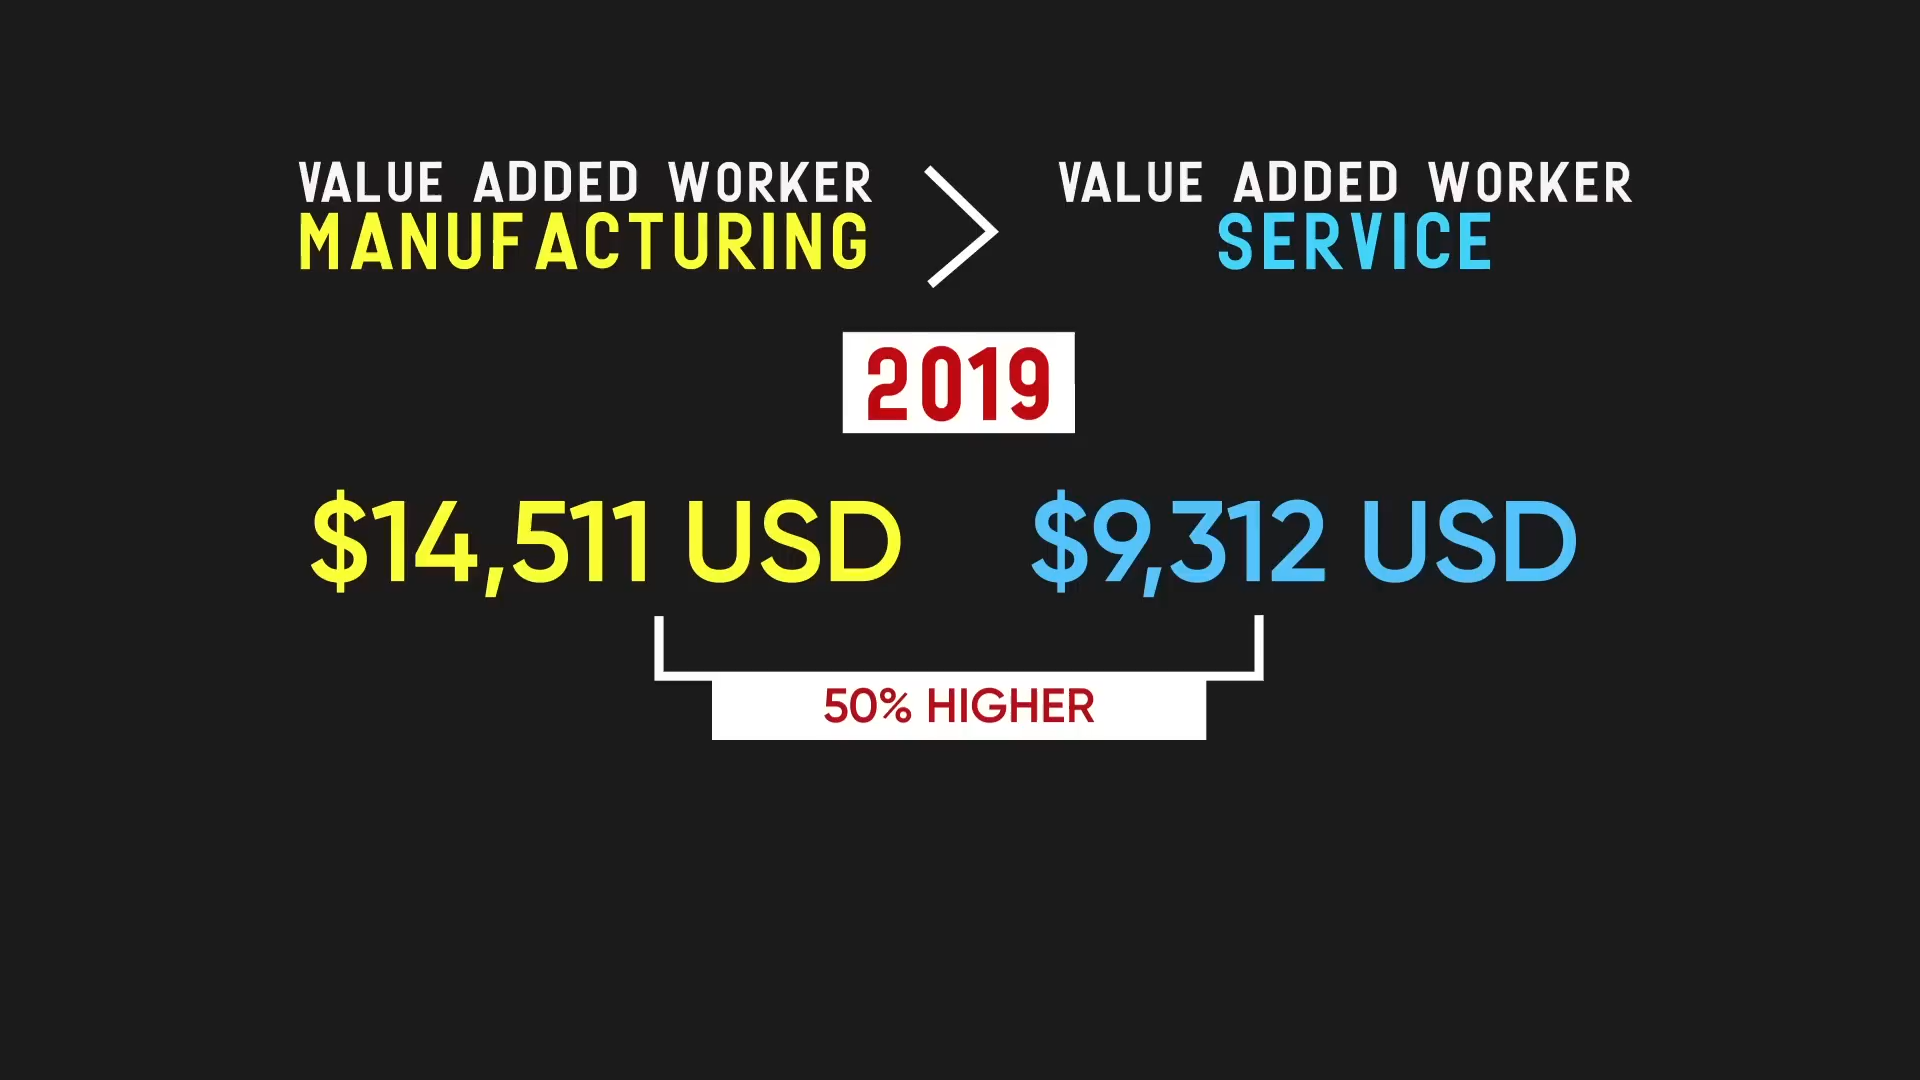 VALUE ADDED WORKER
MANUFACTURING
>
VALUE ADDED WORKER
SERVICE
2019
$14,511 USD
$9,312 USD
50% HIGHER